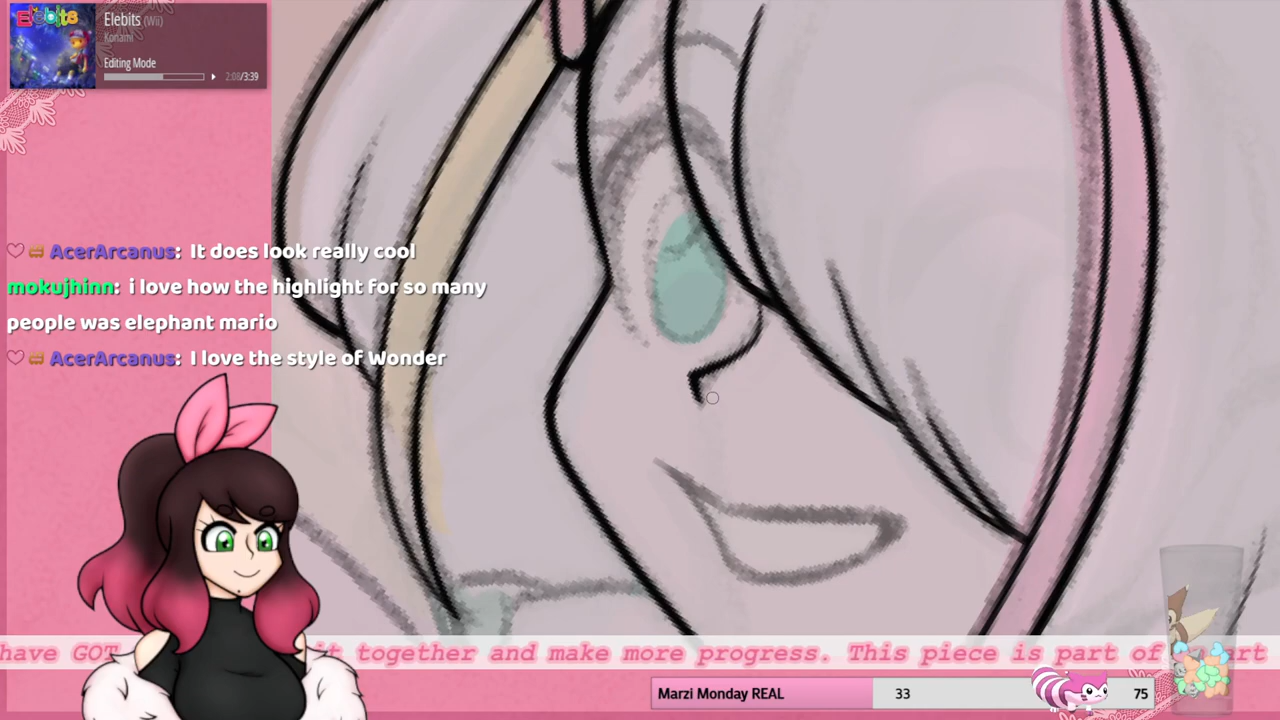 Elebits
Elebits (Wii)
Konami
Editing Mode
2:08/3:39
AcerArcanus: It does look really cool
mokujhinn: i love how the highlight for so many
people was elephant mario
AcerArcanus: I love the style of Wonder
have GOT it together and make more progress. This piece is part of art
Marzi Monday REAL 33 75